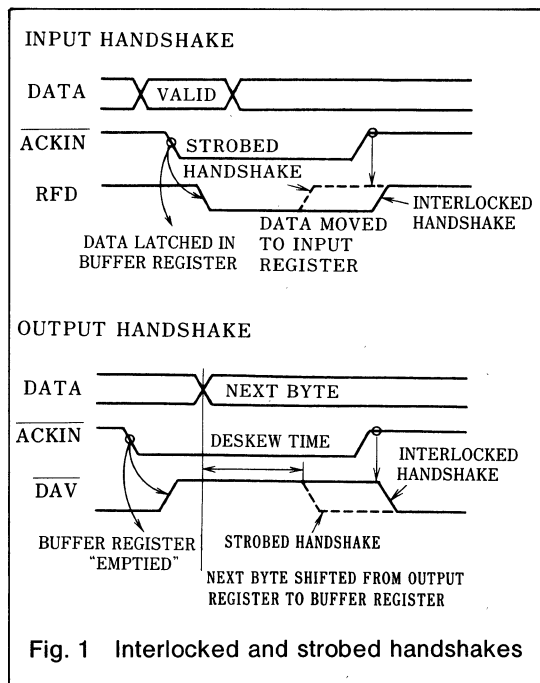 INPUT HANDSHAKE
DATA
VALID
ACKIN
STROBED
HANDSHAKE
RFD
INTERLOCKED
HANDSHAKE
DATA LATCHED IN
BUFFER REGISTER
DATA MOVED
TO INPUT
REGISTER
OUTPUT HANDSHAKE
DATA
NEXT BYTE
ACKIN
DESKEW TIME
INTERLOCKED
HANDSHAKE
DAV
BUFFER REGISTER
"EMPTIED"
STROBED HANDSHAKE
NEXT BYTE SHIFTED FROM OUTPUT
REGISTER TO BUFFER REGISTER
Fig. 1 Interlocked and strobed handshakes